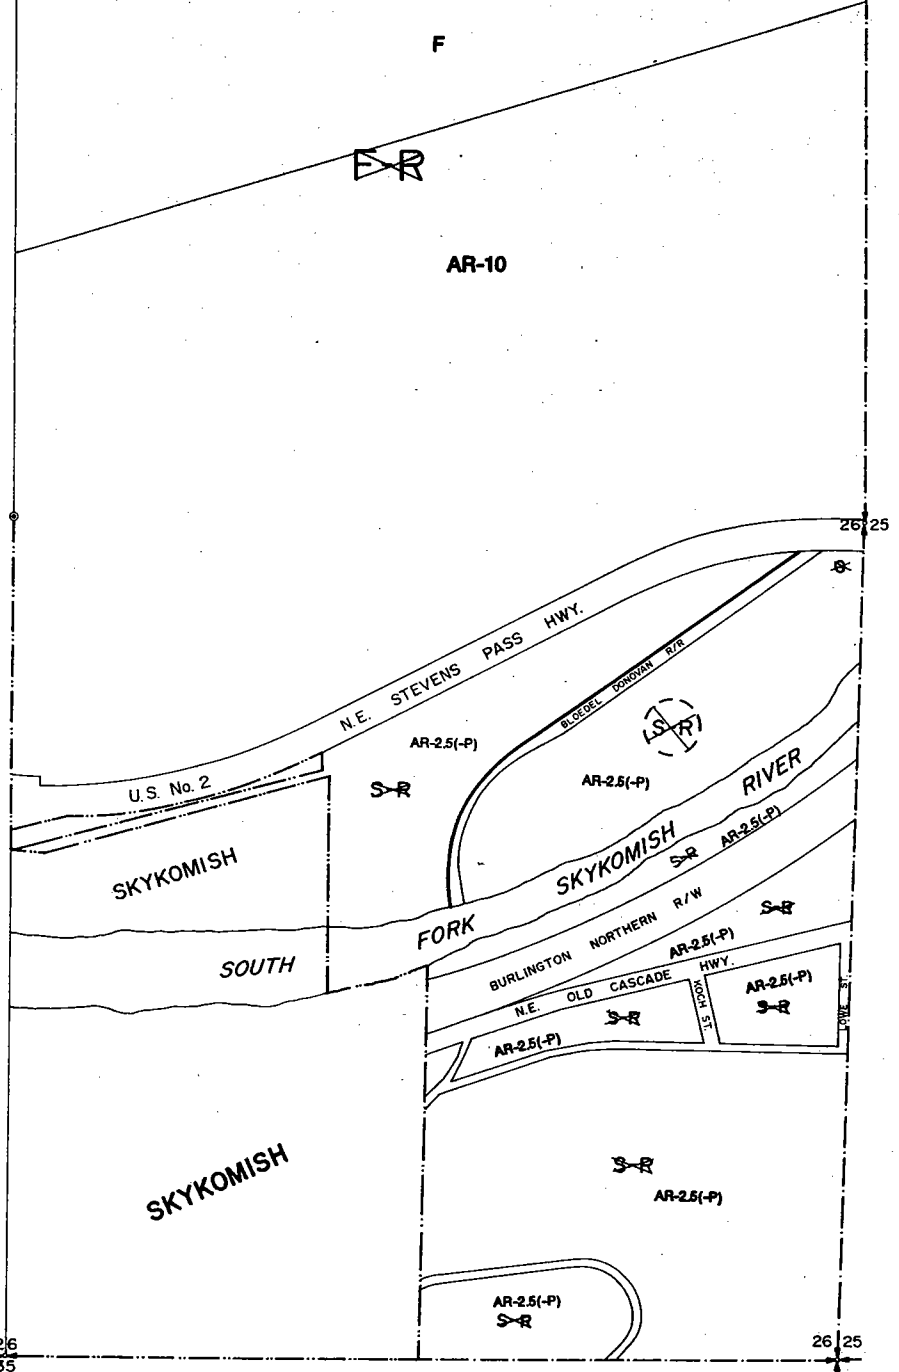 F
F-R
AR-10
26 25
N.E. STEVENS PASS HWY.
BLOEDEL DONOVAN R/R
S R
AR-2.5(-P)
AR-2.5(-P)
U.S. No. 2
S-R
RIVER
SKYKOMISH
SKYKOMISH
S-R
AR-2.5(-P)
FORK
SOUTH
BURLINGTON NORTHERN R/W
S-R
AR-2.5(-P)
N.E. OLD CASCADE HWY.
KOCH ST.
AR-2.5(-P)
S-R
LOWE ST.
S-R
AR-2.5(-P)
SKYKOMISH
S-R
AR-2.5(-P)
AR-2.5(-P)
S-R
26
35
26 25